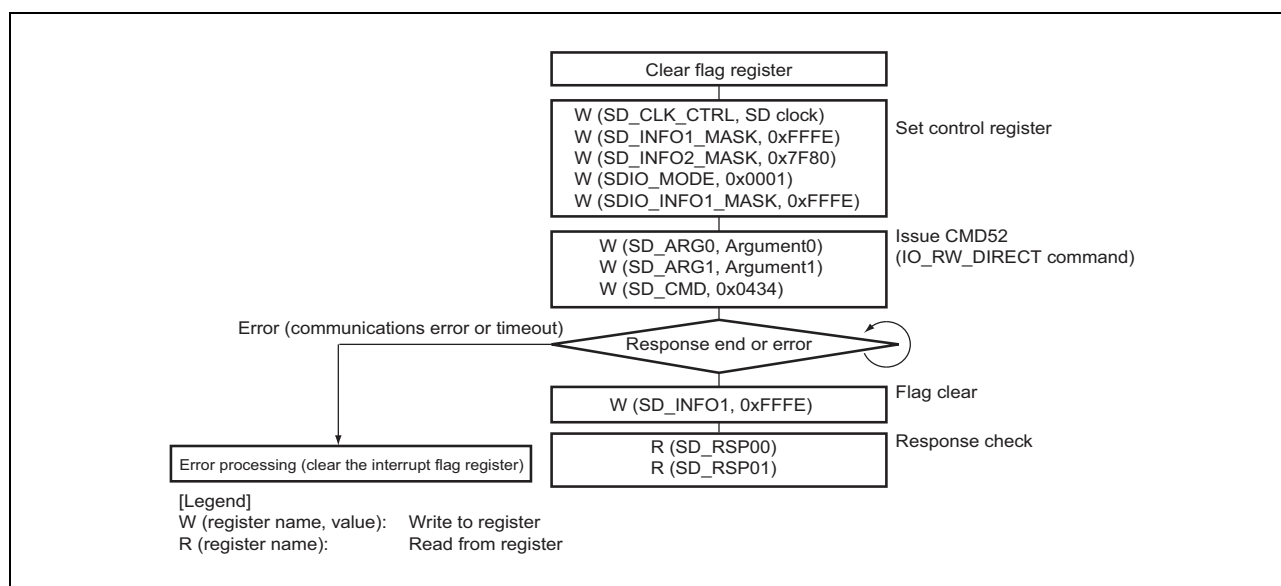 Clear flag register
W (SD_CLK_CTRL, SD clock)
W (SD_INFO1_MASK, 0xFFFE)
W (SD_INFO2_MASK, 0x7F80)
W (SDIO_MODE, 0x0001)
W (SDIO_INFO1_MASK, 0xFFFE)
Set control register
W (SD_ARG0, Argument0)
W (SD_ARG1, Argument1)
W (SD_CMD, 0x0434)
Issue CMD52
(IO_RW_DIRECT command)
Error (communications error or timeout)
Response end or error
W (SD_INFO1, 0xFFFE)
Flag clear
R (SD_RSP00)
R (SD_RSP01)
Response check
Error processing (clear the interrupt flag register)
[Legend]
W (register name, value): Write to register
R (register name): Read from register